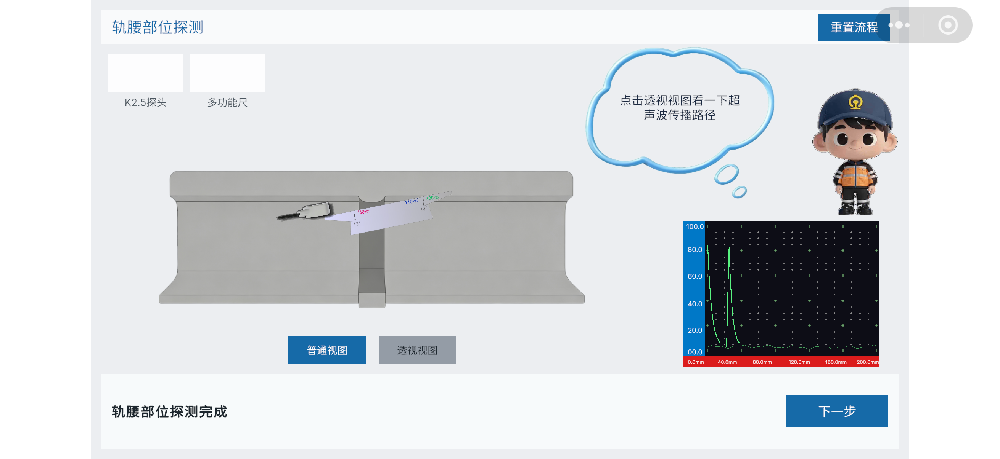 轨腰部位探测
重置流程
K2.5探头
多功能尺
点击透视视图看一下超
声波传播路径
40mm
13°
110mm
120mm
10°
100.0
80.0
60.0
40.0
20.0
00.0
0.0mm 40.0mm 80.0mm 120.0mm 160.0mm 200.0mm
普通视图
透视视图
轨腰部位探测完成
下一步